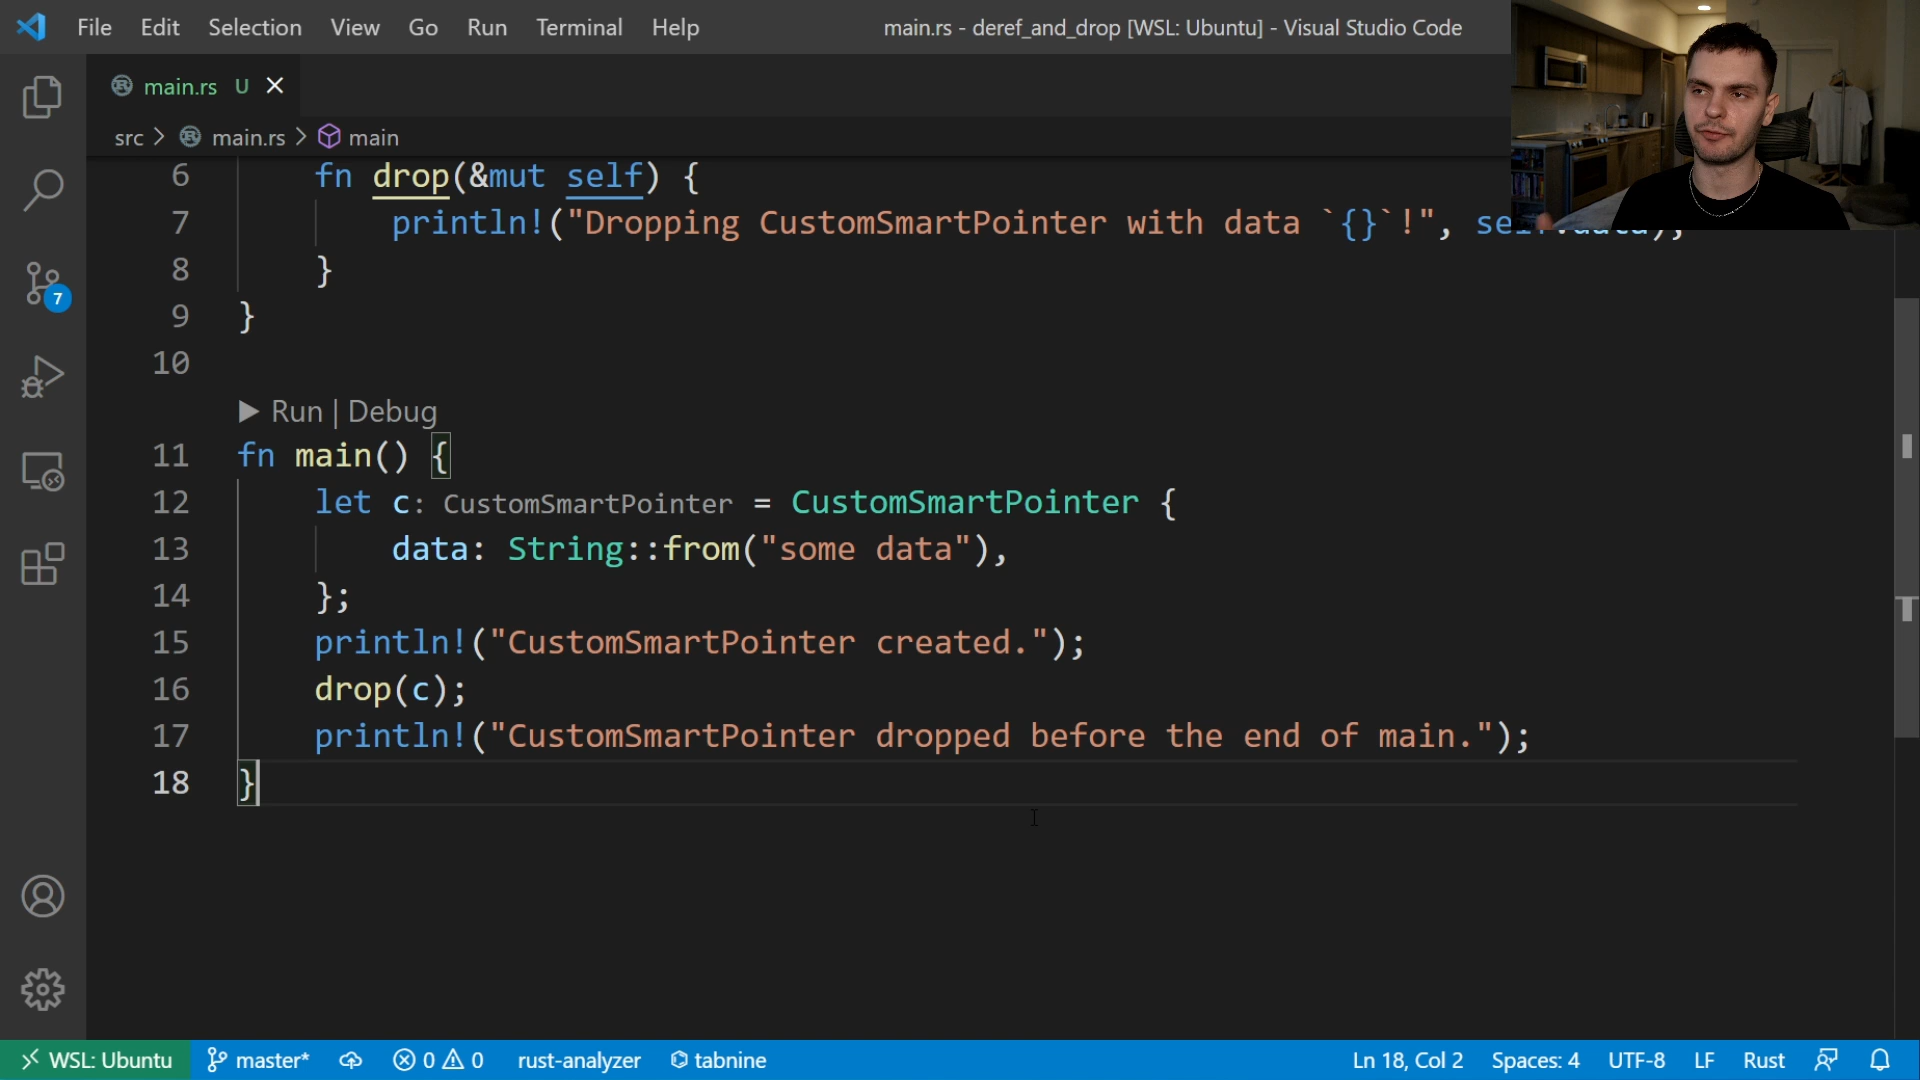 File Edit Selection View Go Run Terminal Help main.rs - deref_and_drop [WSL: Ubuntu] - Visual Studio Code
main.rs U
src > main.rs > main
6 fn drop(&mut self) {
7 println!("Dropping CustomSmartPointer with data `{}`!", self.data);
8 }
9 }
10
Run | Debug
11 fn main() {
12 let c: CustomSmartPointer = CustomSmartPointer {
13 data: String::from("some data"),
14 };
15 println!("CustomSmartPointer created.");
16 drop(c);
17 println!("CustomSmartPointer dropped before the end of main.");
18 }
7
WSL: Ubuntu master* 0 0 rust-analyzer tabnine Ln 18, Col 2 Spaces: 4 UTF-8 LF Rust